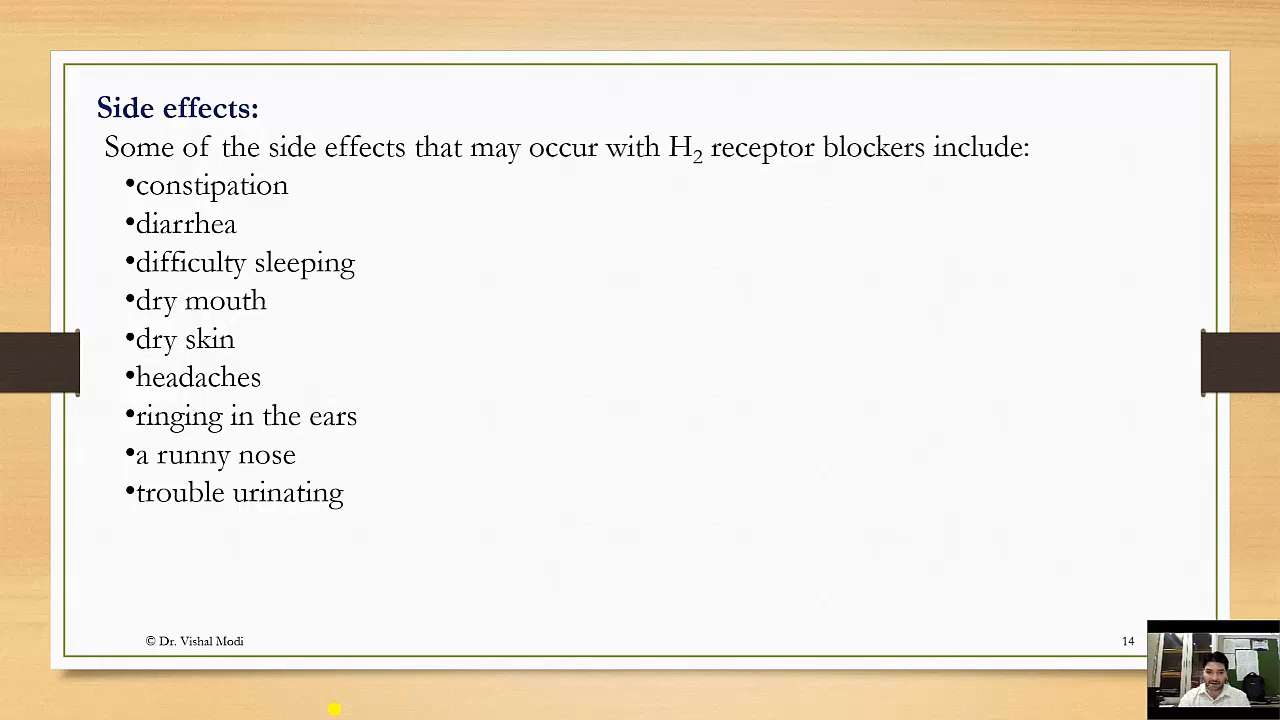 Side effects:
Some of the side effects that may occur with H₂ receptor blockers include:
•constipation
•diarrhea
•difficulty sleeping
•dry mouth
•dry skin
•headaches
•ringing in the ears
•a runny nose
•trouble urinating
© Dr. Vishal Modi
14